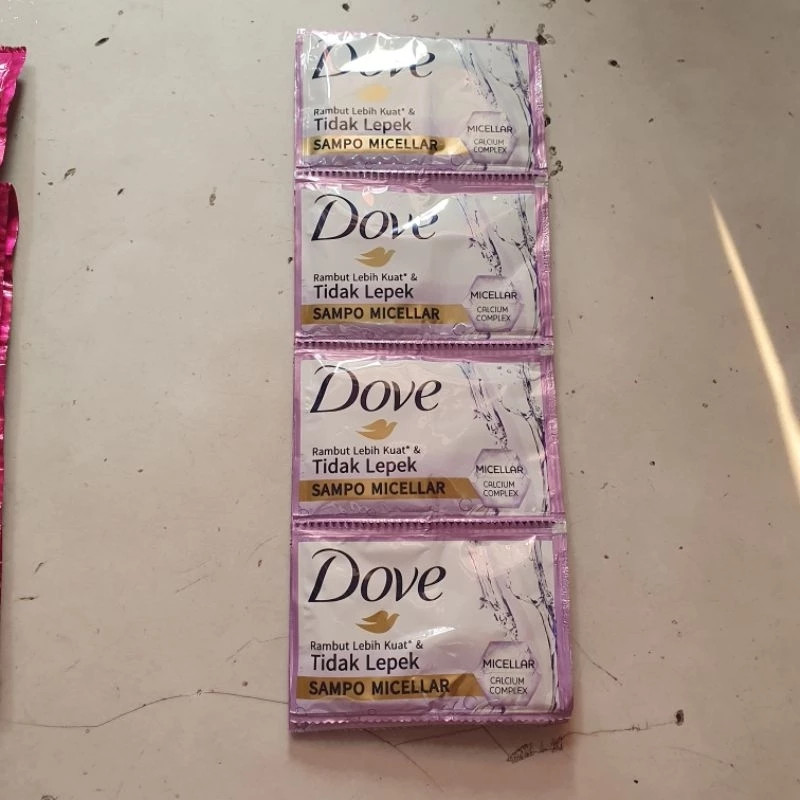 Dove
Rambut Lebih Kuat* &
Tidak Lepek
SAMPO MICELLAR
MICELLAR
CALCIUM
COMPLEX
Dove
Rambut Lebih Kuat* &
Tidak Lepek
SAMPO MICELLAR
MICELLAR
CALCIUM
COMPLEX
Dove
Rambut Lebih Kuat* &
Tidak Lepek
SAMPO MICELLAR
MICELLAR
CALCIUM
COMPLEX
Dove
Rambut Lebih Kuat* &
Tidak Lepek
SAMPO MICELLAR
MICELLAR
CALCIUM
COMPLEX